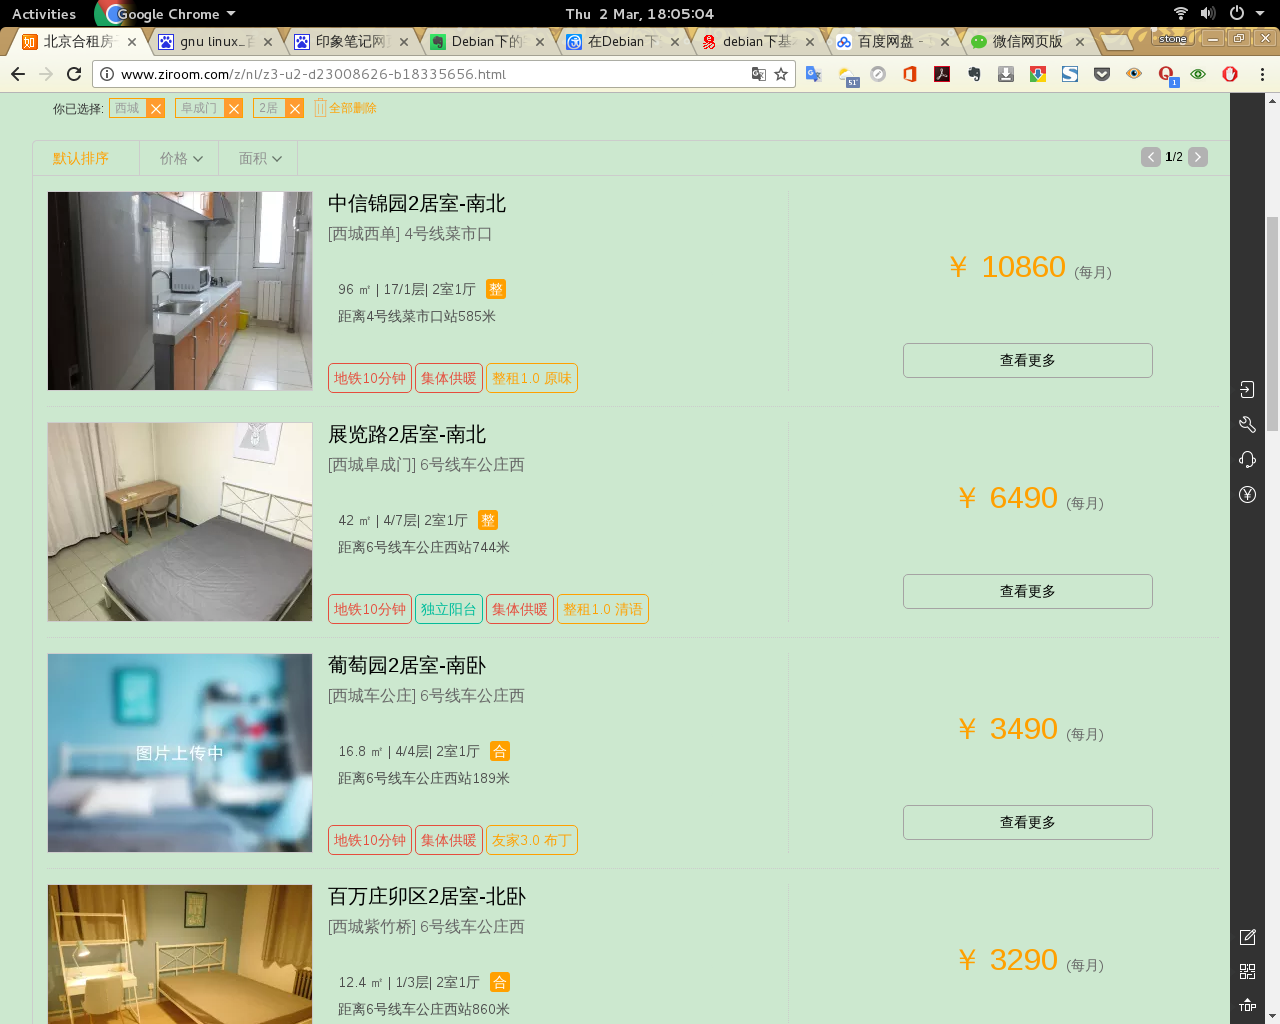 Activities
Google Chrome
Thu 2 Mar, 18:05:04
北京合租房
gnu linux_百
印象笔记网
Debian下的
在Debian下
debian下基
百度网盘 -
微信网页版
stone
www.ziroom.com/z/nl/z3-u2-d23008626-b18335656.html
51°
1
你已选择:
西城
阜成门
2居
全部删除
默认排序
价格
面积
1/2
中信锦园2居室-南北
[西城西单] 4号线菜市口
96 ㎡ | 17/1层| 2室1厅 整
距离4号线菜市口站585米
地铁10分钟 集体供暖 整租1.0 原味
¥ 10860 (每月)
查看更多
展览路2居室-南北
[西城阜成门] 6号线车公庄西
42 ㎡ | 4/7层| 2室1厅 整
距离6号线车公庄西站744米
地铁10分钟 独立阳台 集体供暖 整租1.0 清语
¥ 6490 (每月)
查看更多
图片上传中
葡萄园2居室-南卧
[西城车公庄] 6号线车公庄西
16.8 ㎡ | 4/4层| 2室1厅 合
距离6号线车公庄西站189米
地铁10分钟 集体供暖 友家3.0 布丁
¥ 3490 (每月)
查看更多
百万庄卯区2居室-北卧
[西城紫竹桥] 6号线车公庄西
12.4 ㎡ | 1/3层| 2室1厅 合
距离6号线车公庄西站860米
¥ 3290 (每月)
TOP